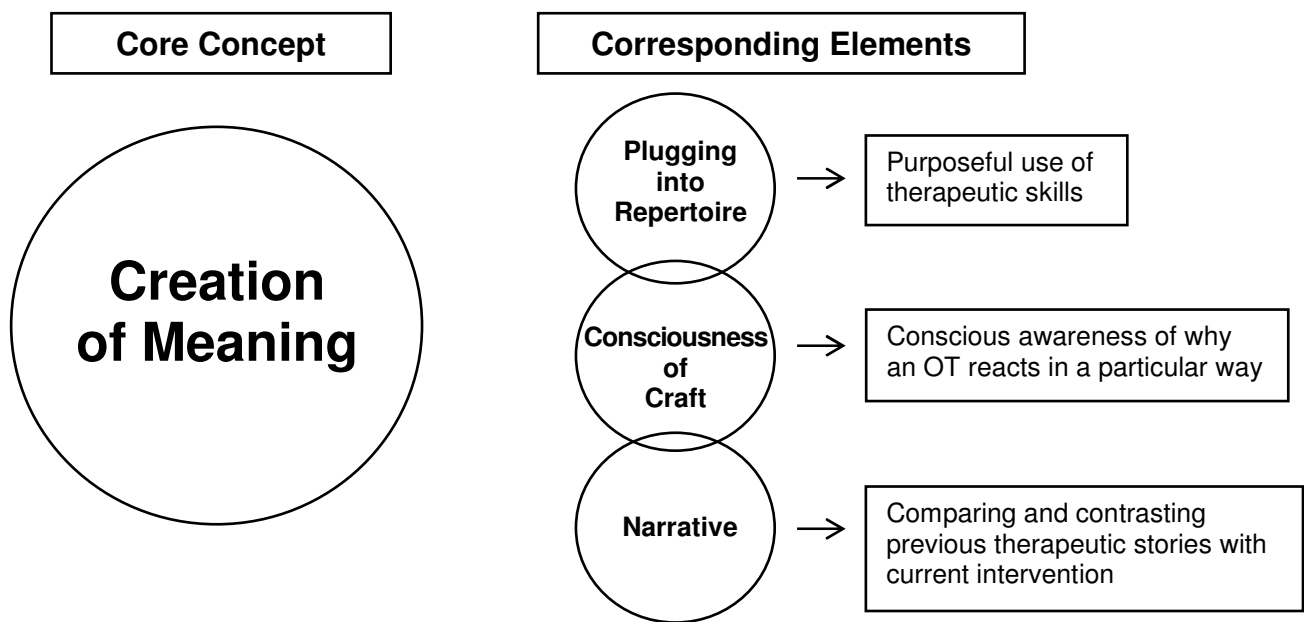 Core Concept
Corresponding Elements
Creation
of Meaning
Plugging
into
Repertoire
Purposeful use of
therapeutic skills
Consciousness
of
Craft
Conscious awareness of why
an OT reacts in a particular way
Narrative
Comparing and contrasting
previous therapeutic stories with
current intervention